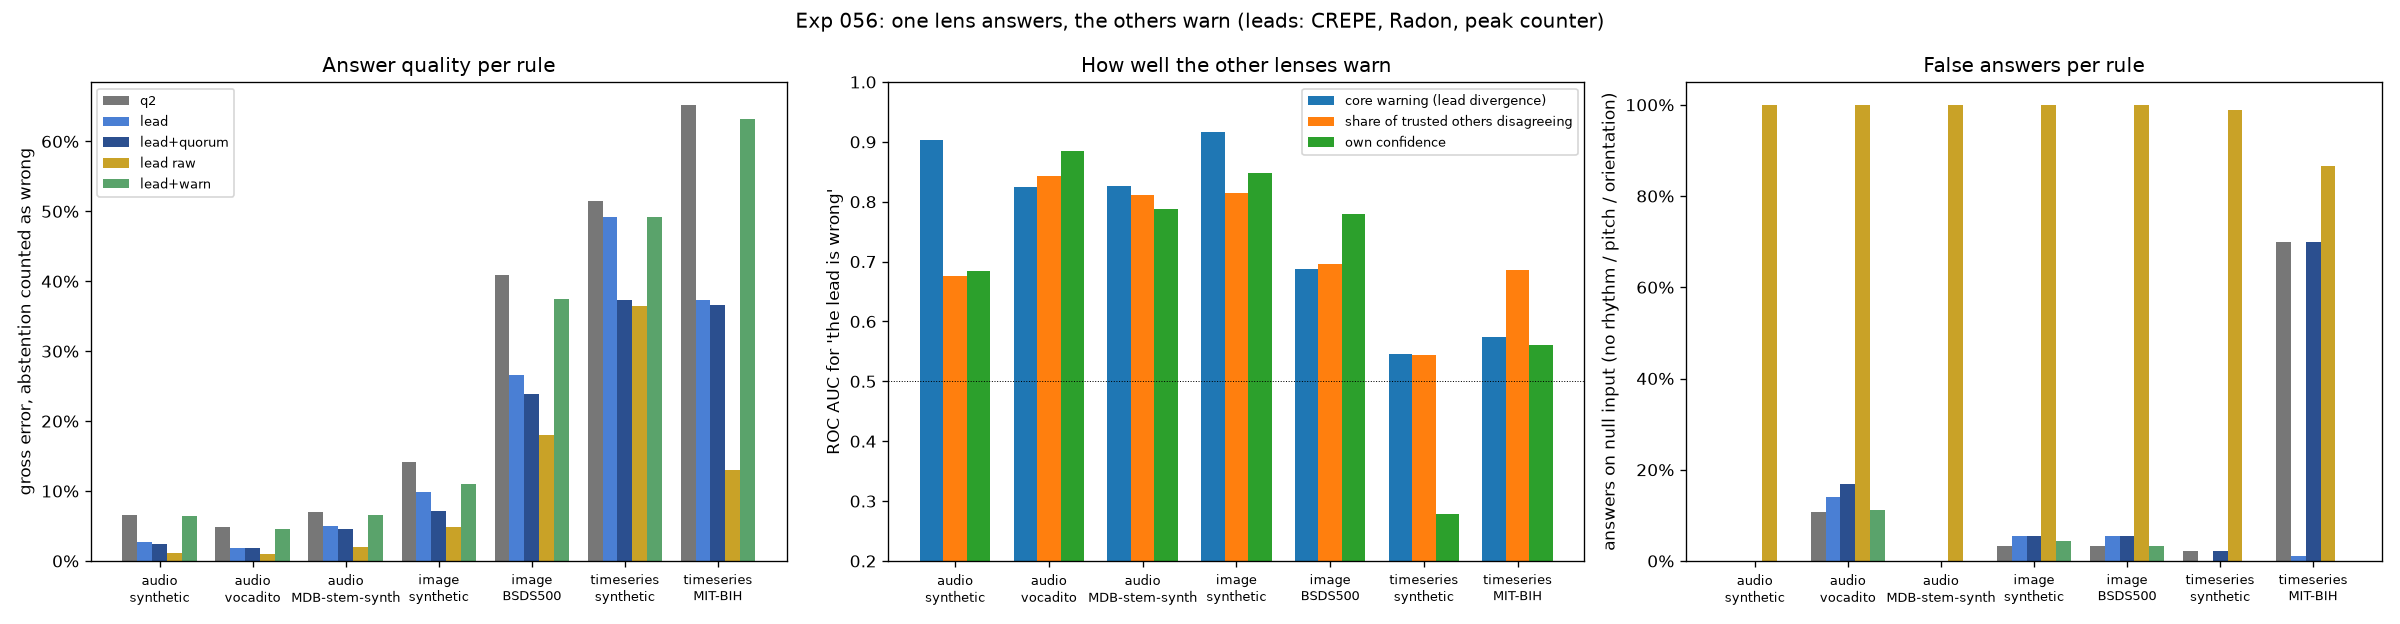 Exp 056: one lens answers, the others warn (leads: CREPE, Radon, peak counter)
Answer quality per rule
gross error, abstention counted as wrong
60%
50%
40%
30%
20%
10%
0%
q2
lead
lead+quorum
lead raw
lead+warn
audio
synthetic
audio
vocadito
audio
MDB-stem-synth
image
synthetic
image
BSDS500
timeseries
synthetic
timeseries
MIT-BIH
How well the other lenses warn
ROC AUC for 'the lead is wrong'
1.0
0.9
0.8
0.7
0.6
0.5
0.4
0.3
0.2
core warning (lead divergence)
share of trusted others disagreeing
own confidence
audio
synthetic
audio
vocadito
audio
MDB-stem-synth
image
synthetic
image
BSDS500
timeseries
synthetic
timeseries
MIT-BIH
False answers per rule
answers on null input (no rhythm / pitch / orientation)
100%
80%
60%
40%
20%
0%
audio
synthetic
audio
vocadito
audio
MDB-stem-synth
image
synthetic
image
BSDS500
timeseries
synthetic
timeseries
MIT-BIH